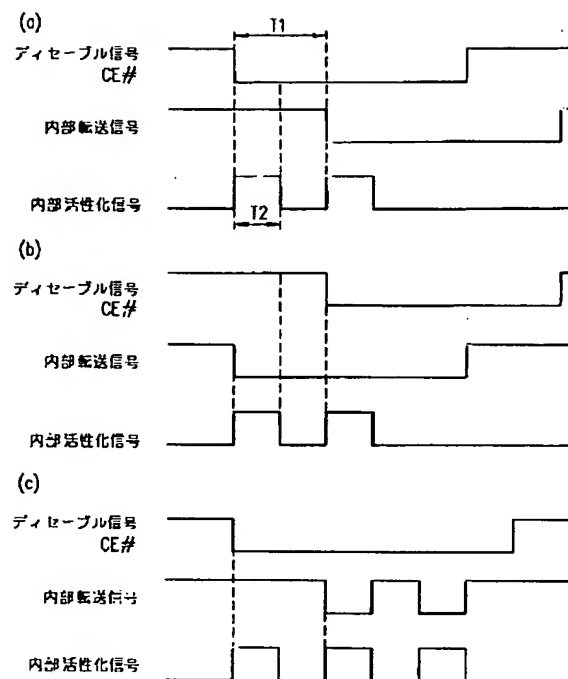 (a)
T1
ディセーブル信号
CE#
内部転送信号
内部活性化信号
T2
(b)
ディセーブル信号
CE#
内部転送信号
内部活性化信号
(c)
ディセーブル信号
CE#
内部転送信号
内部活性化信号